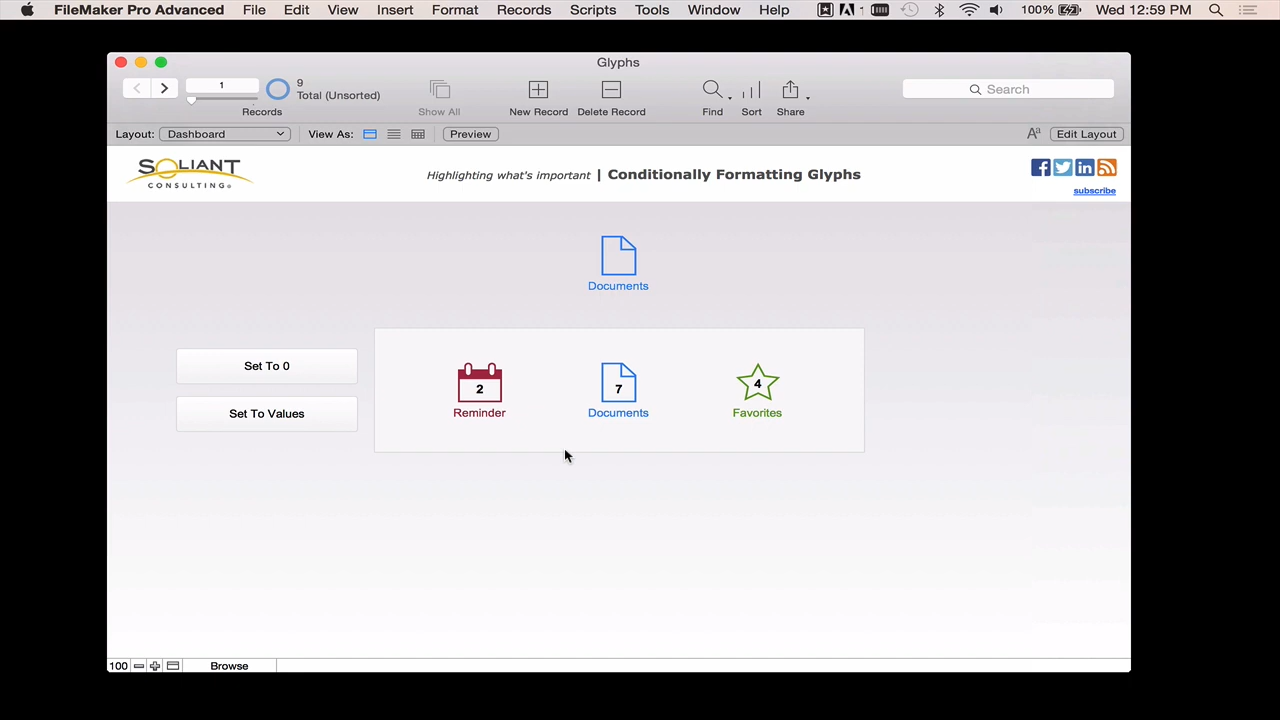 FileMaker Pro Advanced File Edit View Insert Format Records Scripts Tools Window Help 100% Wed 12:59 PM
Glyphs
1
9
Total (Unsorted)
Records Show All New Record Delete Record Find Sort Share
Search
Layout: Dashboard View As: Preview Aa Edit Layout
SOLIANT
CONSULTING
Highlighting what's important | Conditionally Formatting Glyphs
subscribe
Documents
Set To 0
Set To Values
2 7 4
Reminder Documents Favorites
100 Browse